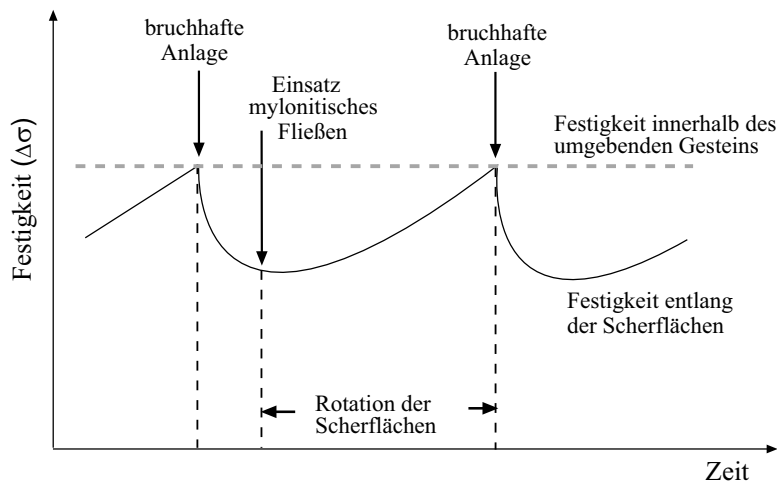 bruchhafte
Anlage
bruchhafte
Anlage
Einsatz
mylonitisches
Fließen
Festigkeit innerhalb des
umgebenden Gesteins
Festigkeit (Δσ)
Festigkeit entlang
der Scherflächen
Rotation der
Scherflächen
Zeit